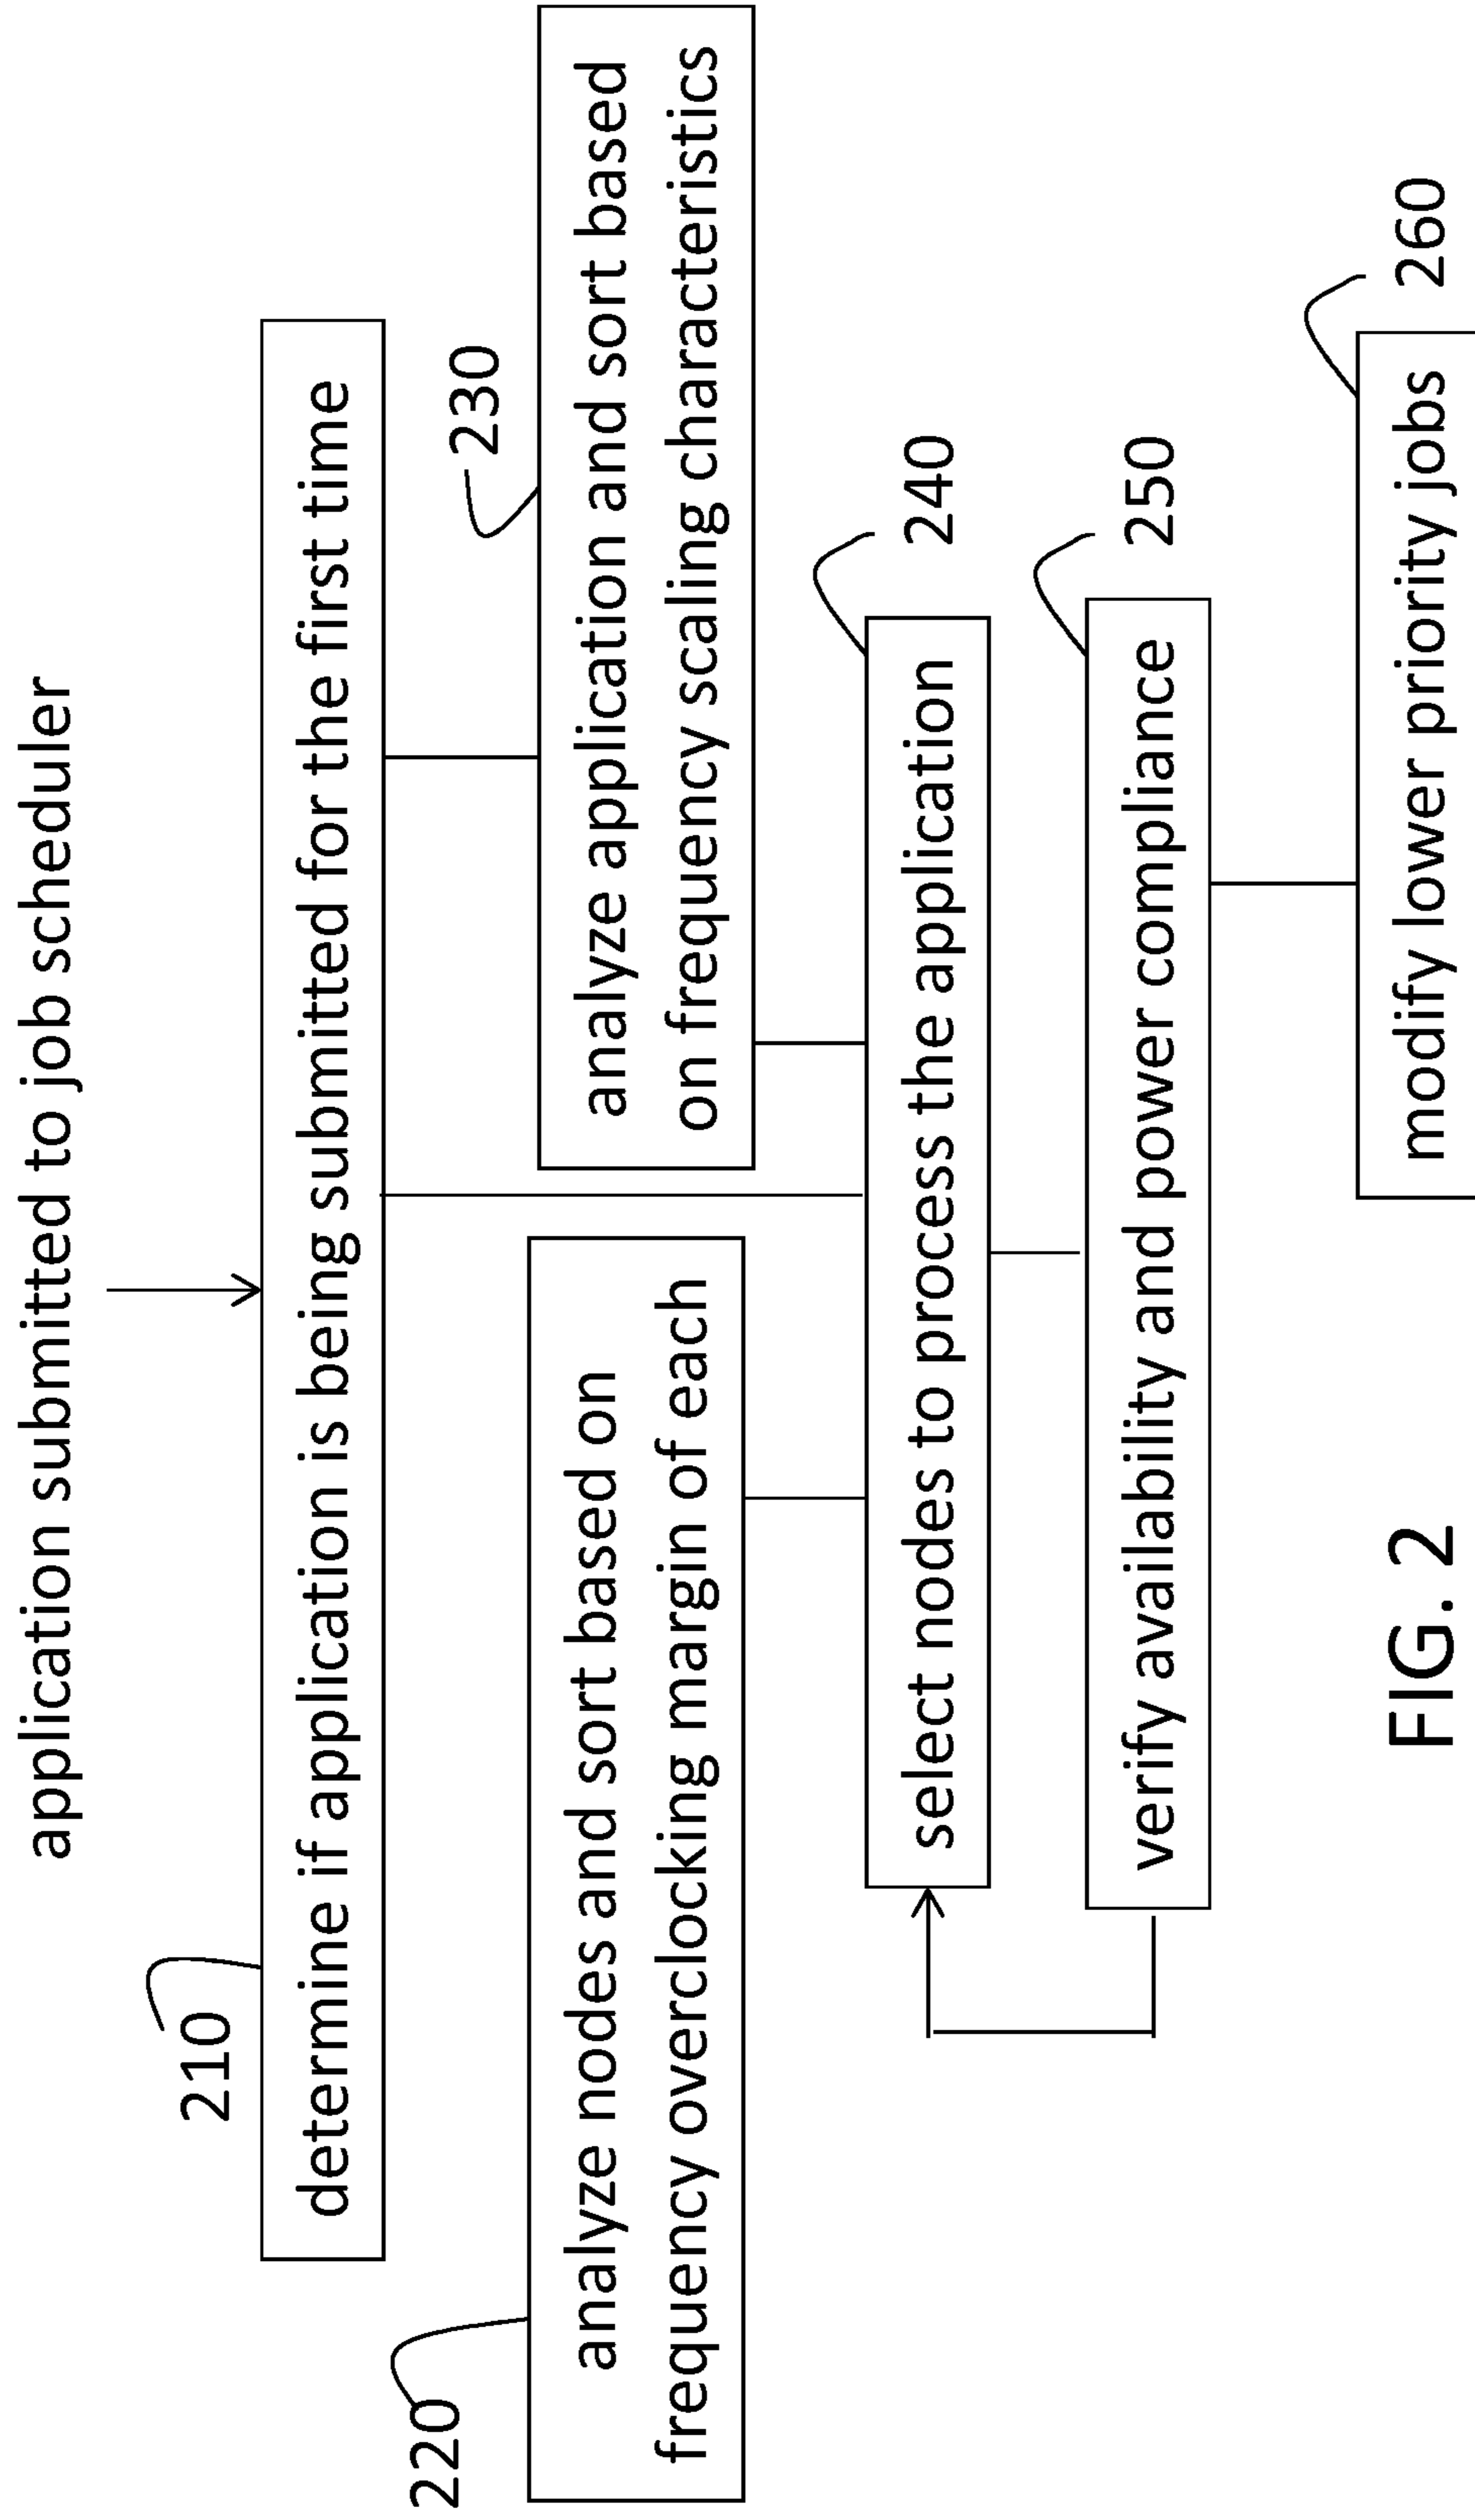 application submitted to job scheduler
210
determine if application is being submitted for the first time
220
analyze nodes and sort based on
frequency overclocking margin of each
230
analyze application and sort based
on frequency scaling characteristics
240
select nodes to process the application
250
verify availability and power compliance
260
modify lower priority jobs
FIG. 2